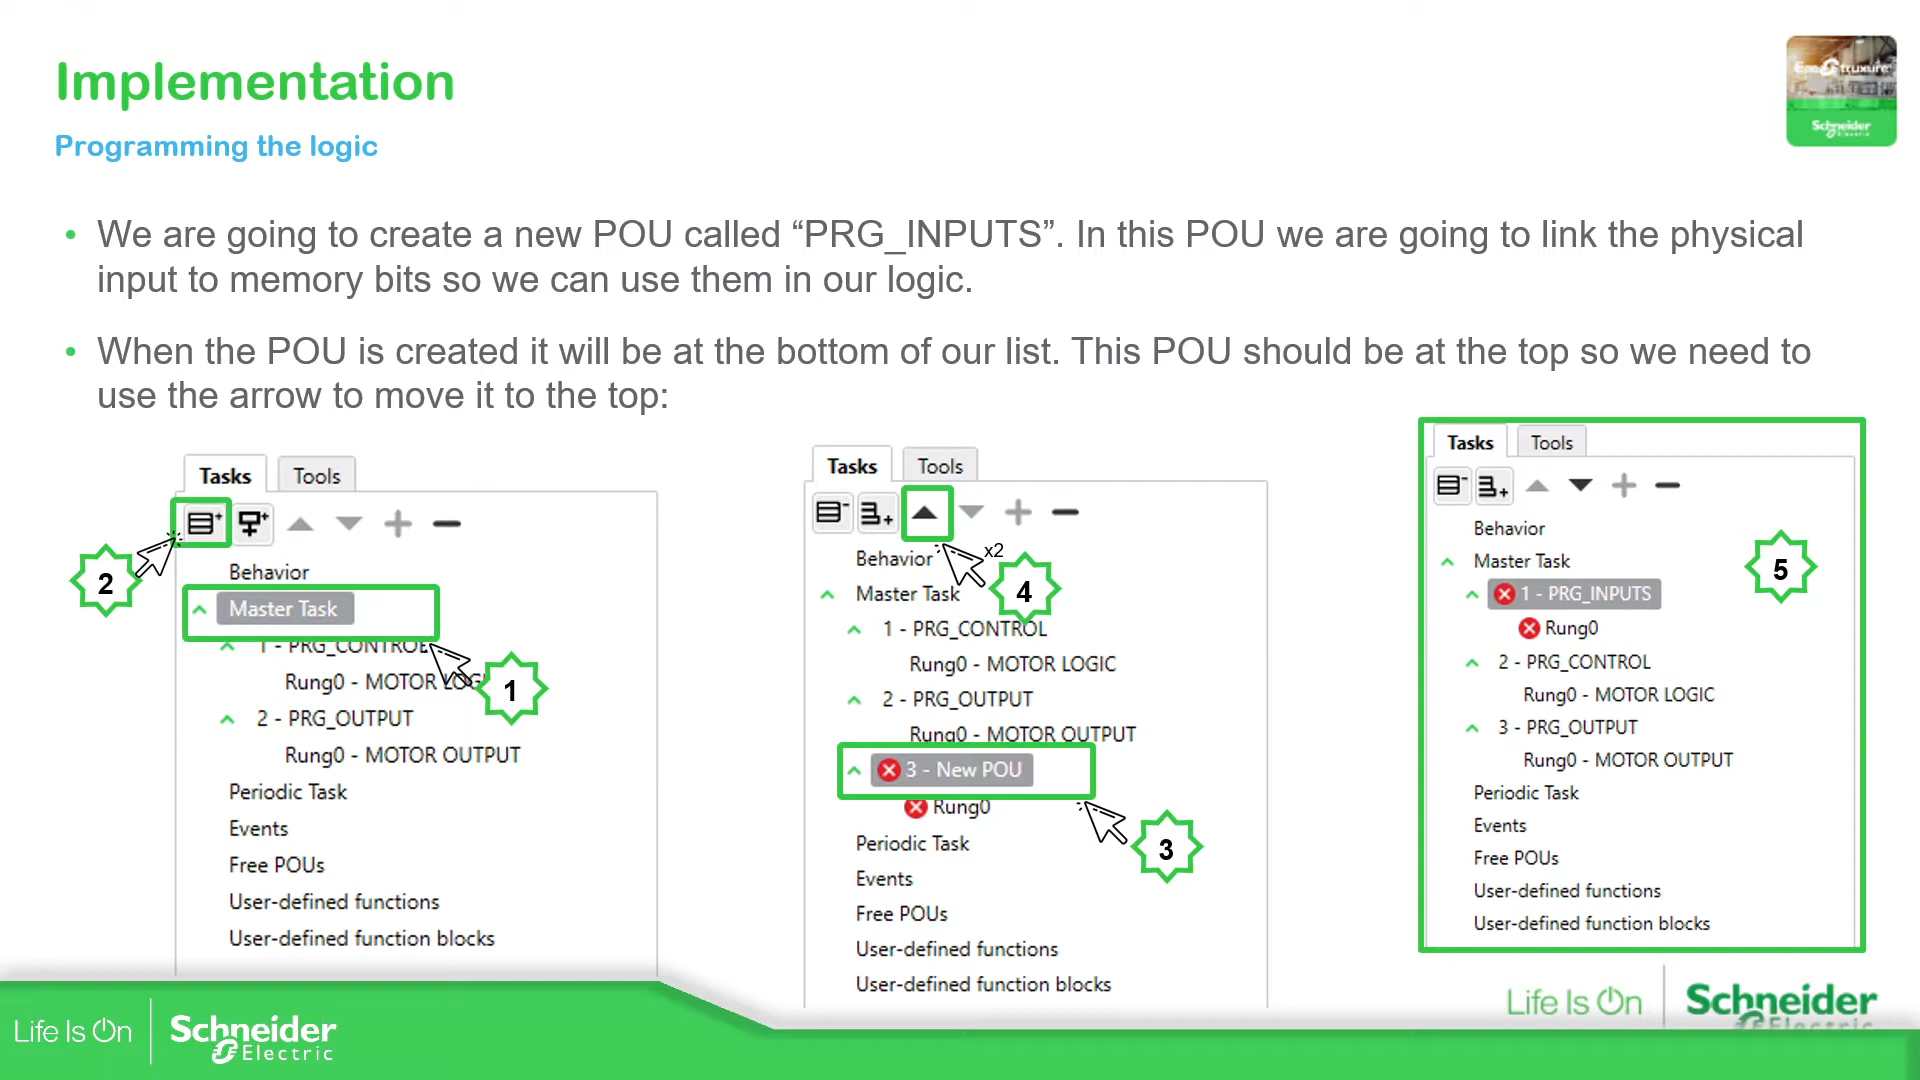 Implementation
Programming the logic
EcoStruxure
Schneider
Electric
• We are going to create a new POU called “PRG_INPUTS”. In this POU we are going to link the physical
input to memory bits so we can use them in our logic.
• When the POU is created it will be at the bottom of our list. This POU should be at the top so we need to
use the arrow to move it to the top:
Tasks Tools
2
Behavior
Master Task
1 - PRG_CONTROL
Rung0 - MOTOR LOG
1
2 - PRG_OUTPUT
Rung0 - MOTOR OUTPUT
Periodic Task
Events
Free POUs
User-defined functions
User-defined function blocks
Tasks Tools
x2
Behavior
4
Master Task
1 - PRG_CONTROL
Rung0 - MOTOR LOGIC
2 - PRG_OUTPUT
Rung0 - MOTOR OUTPUT
3 - New POU
Rung0
3
Periodic Task
Events
Free POUs
User-defined functions
User-defined function blocks
Tasks Tools
Behavior
5
Master Task
1 - PRG_INPUTS
Rung0
2 - PRG_CONTROL
Rung0 - MOTOR LOGIC
3 - PRG_OUTPUT
Rung0 - MOTOR OUTPUT
Periodic Task
Events
Free POUs
User-defined functions
User-defined function blocks
Life Is On
Schneider
Electric
Life Is On
Schneider
Electric